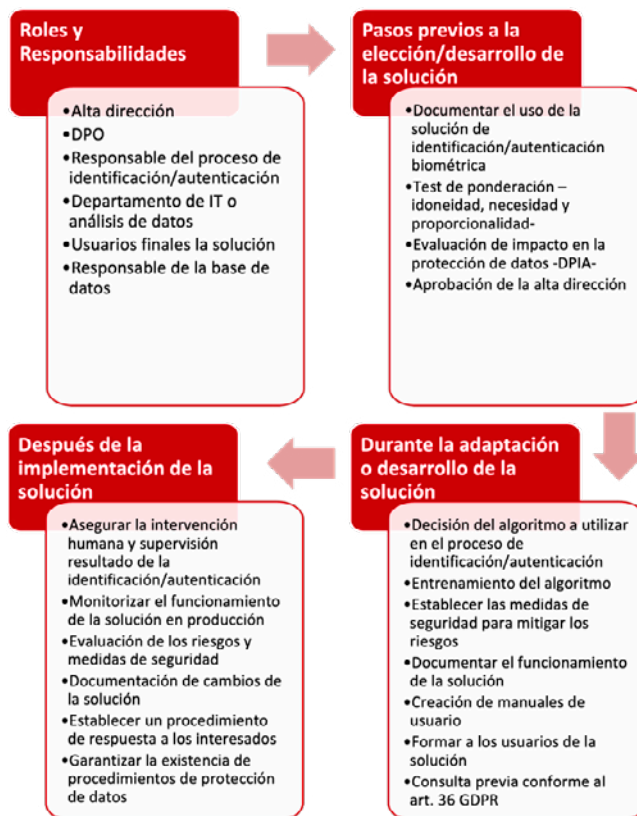 Roles y
Responsabilidades
•Alta dirección
•DPO
•Responsable del proceso de
identificación/autenticación
•Departamento de IT o
análisis de datos
•Usuarios finales la solución
•Responsable de la base de
datos
Pasos previos a la
elección/desarrollo de
la solución
•Documentar el uso de la
solución de
identificación/autenticación
biométrica
•Test de ponderación –
idoneidad, necesidad y
proporcionalidad-
•Evaluación de impacto en la
protección de datos -DPIA-
•Aprobación de la alta dirección
Durante la adaptación
o desarrollo de la
solución
•Decisión del algoritmo a utilizar
en el proceso de
identificación/autenticación
•Entrenamiento del algoritmo
•Establecer las medidas de
seguridad para mitigar los
riesgos
•Documentar el funcionamiento
de la solución
•Creación de manuales de
usuario
•Formar a los usuarios de la
solución
•Consulta previa conforme al
art. 36 GDPR
Después de la
implementación de la
solución
•Asegurar la intervención
humana y supervisión
resultado de la
identificación/autenticación
•Monitorizar el funcionamiento
de la solución en producción
•Evaluación de los riesgos y
medidas de seguridad
•Documentación de cambios de
la solución
•Establecer un procedimiento
de respuesta a los interesados
•Garantizar la existencia de
procedimientos de protección
de datos